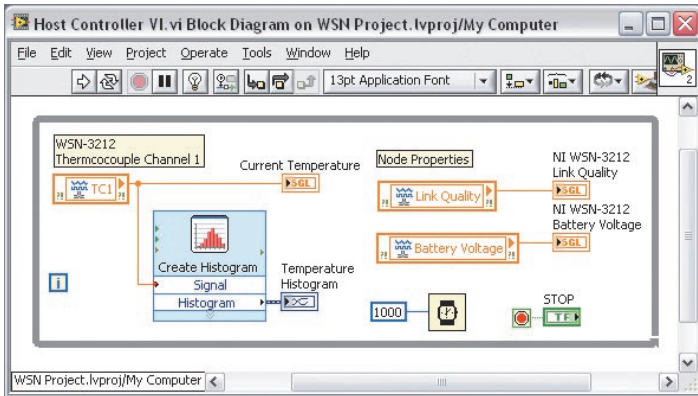 Host Controller VI.vi Block Diagram on WSN Project.lvproj/My Computer
File Edit View Project Operate Tools Window Help
13pt Application Font
2
WSN-3212
Thermcocouple Channel 1
TC1
Current Temperature
SGL
Node Properties
NI WSN-3212
Link Quality
Link Quality
SGL
NI WSN-3212
Battery Voltage
Battery Voltage
SGL
Create Histogram
Signal
Histogram
Temperature
Histogram
i
1000
STOP
TF
WSN Project.lvproj/My Computer